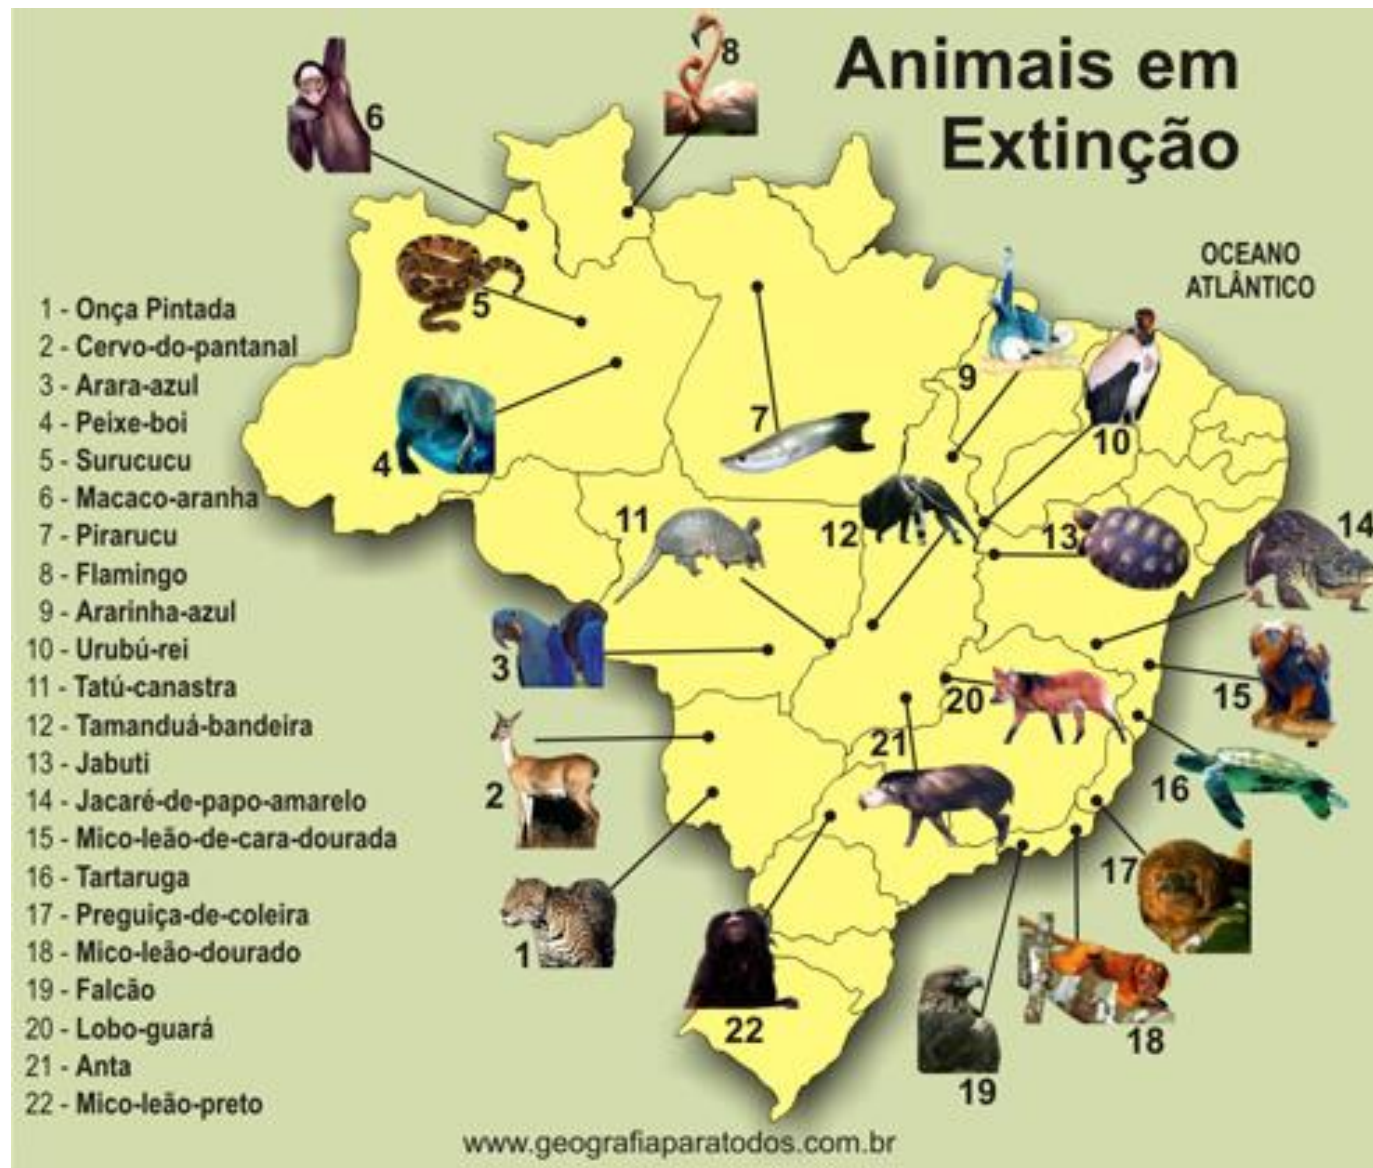 Animais em
Extinção
OCEANO
ATLÂNTICO
1 - Onça Pintada
2 - Cervo-do-pantanal
3 - Arara-azul
4 - Peixe-boi
5 - Surucucu
6 - Macaco-aranha
7 - Pirarucu
8 - Flamingo
9 - Ararinha-azul
10 - Urubú-rei
11 - Tatú-canastra
12 - Tamanduá-bandeira
13 - Jabuti
14 - Jacaré-de-papo-amarelo
15 - Mico-leão-de-cara-dourada
16 - Tartaruga
17 - Preguiça-de-coleira
18 - Mico-leão-dourado
19 - Falcão
20 - Lobo-guará
21 - Anta
22 - Mico-leão-preto
8
6
5
9
7
10
4
11
12
13
14
3
15
20
21
2
16
17
1
22
18
19
www.geografiaparatodos.com.br